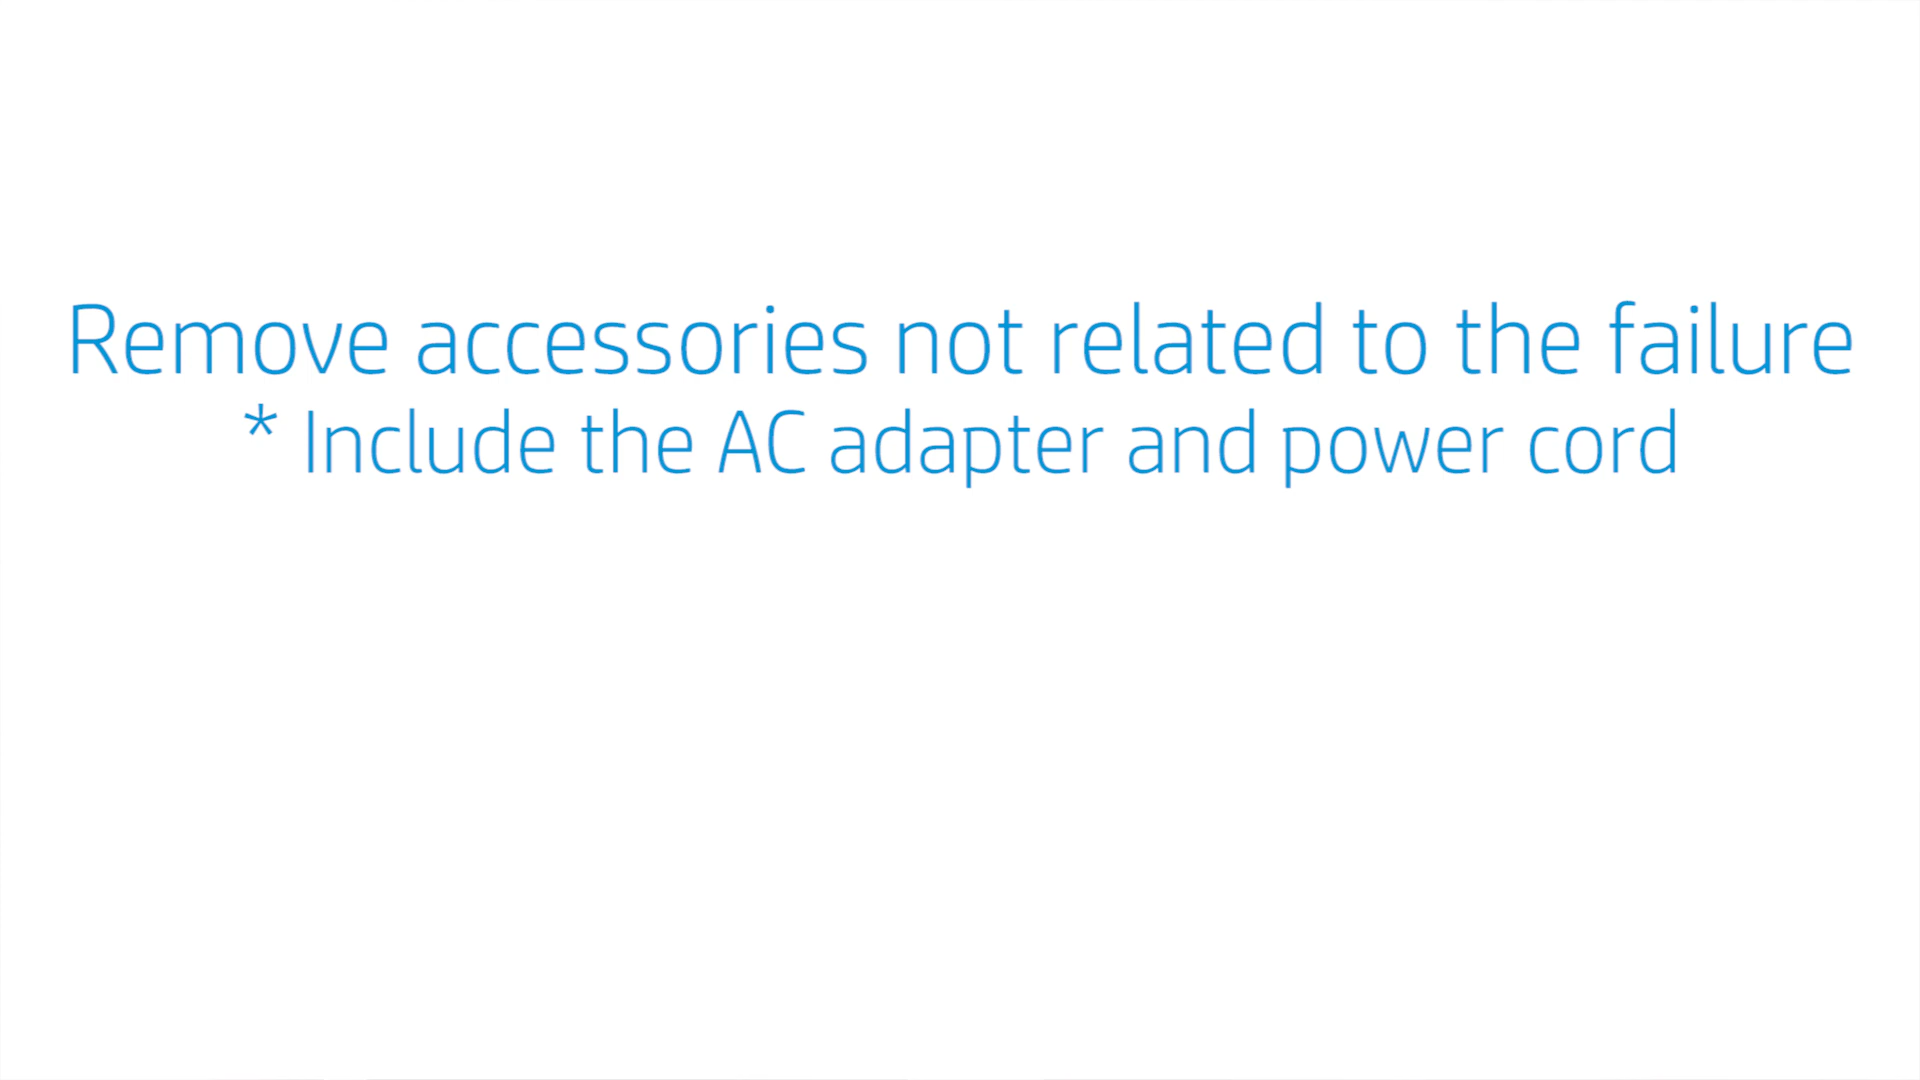 Remove accessories not related to the failure
* Include the AC adapter and power cord